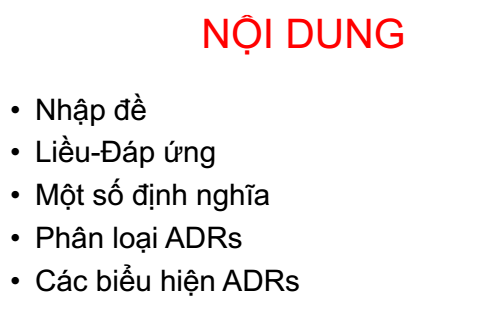 NỘI DUNG
• Nhập đề
• Liều-Đáp ứng
• Một số định nghĩa
• Phân loại ADRs
• Các biểu hiện ADRs